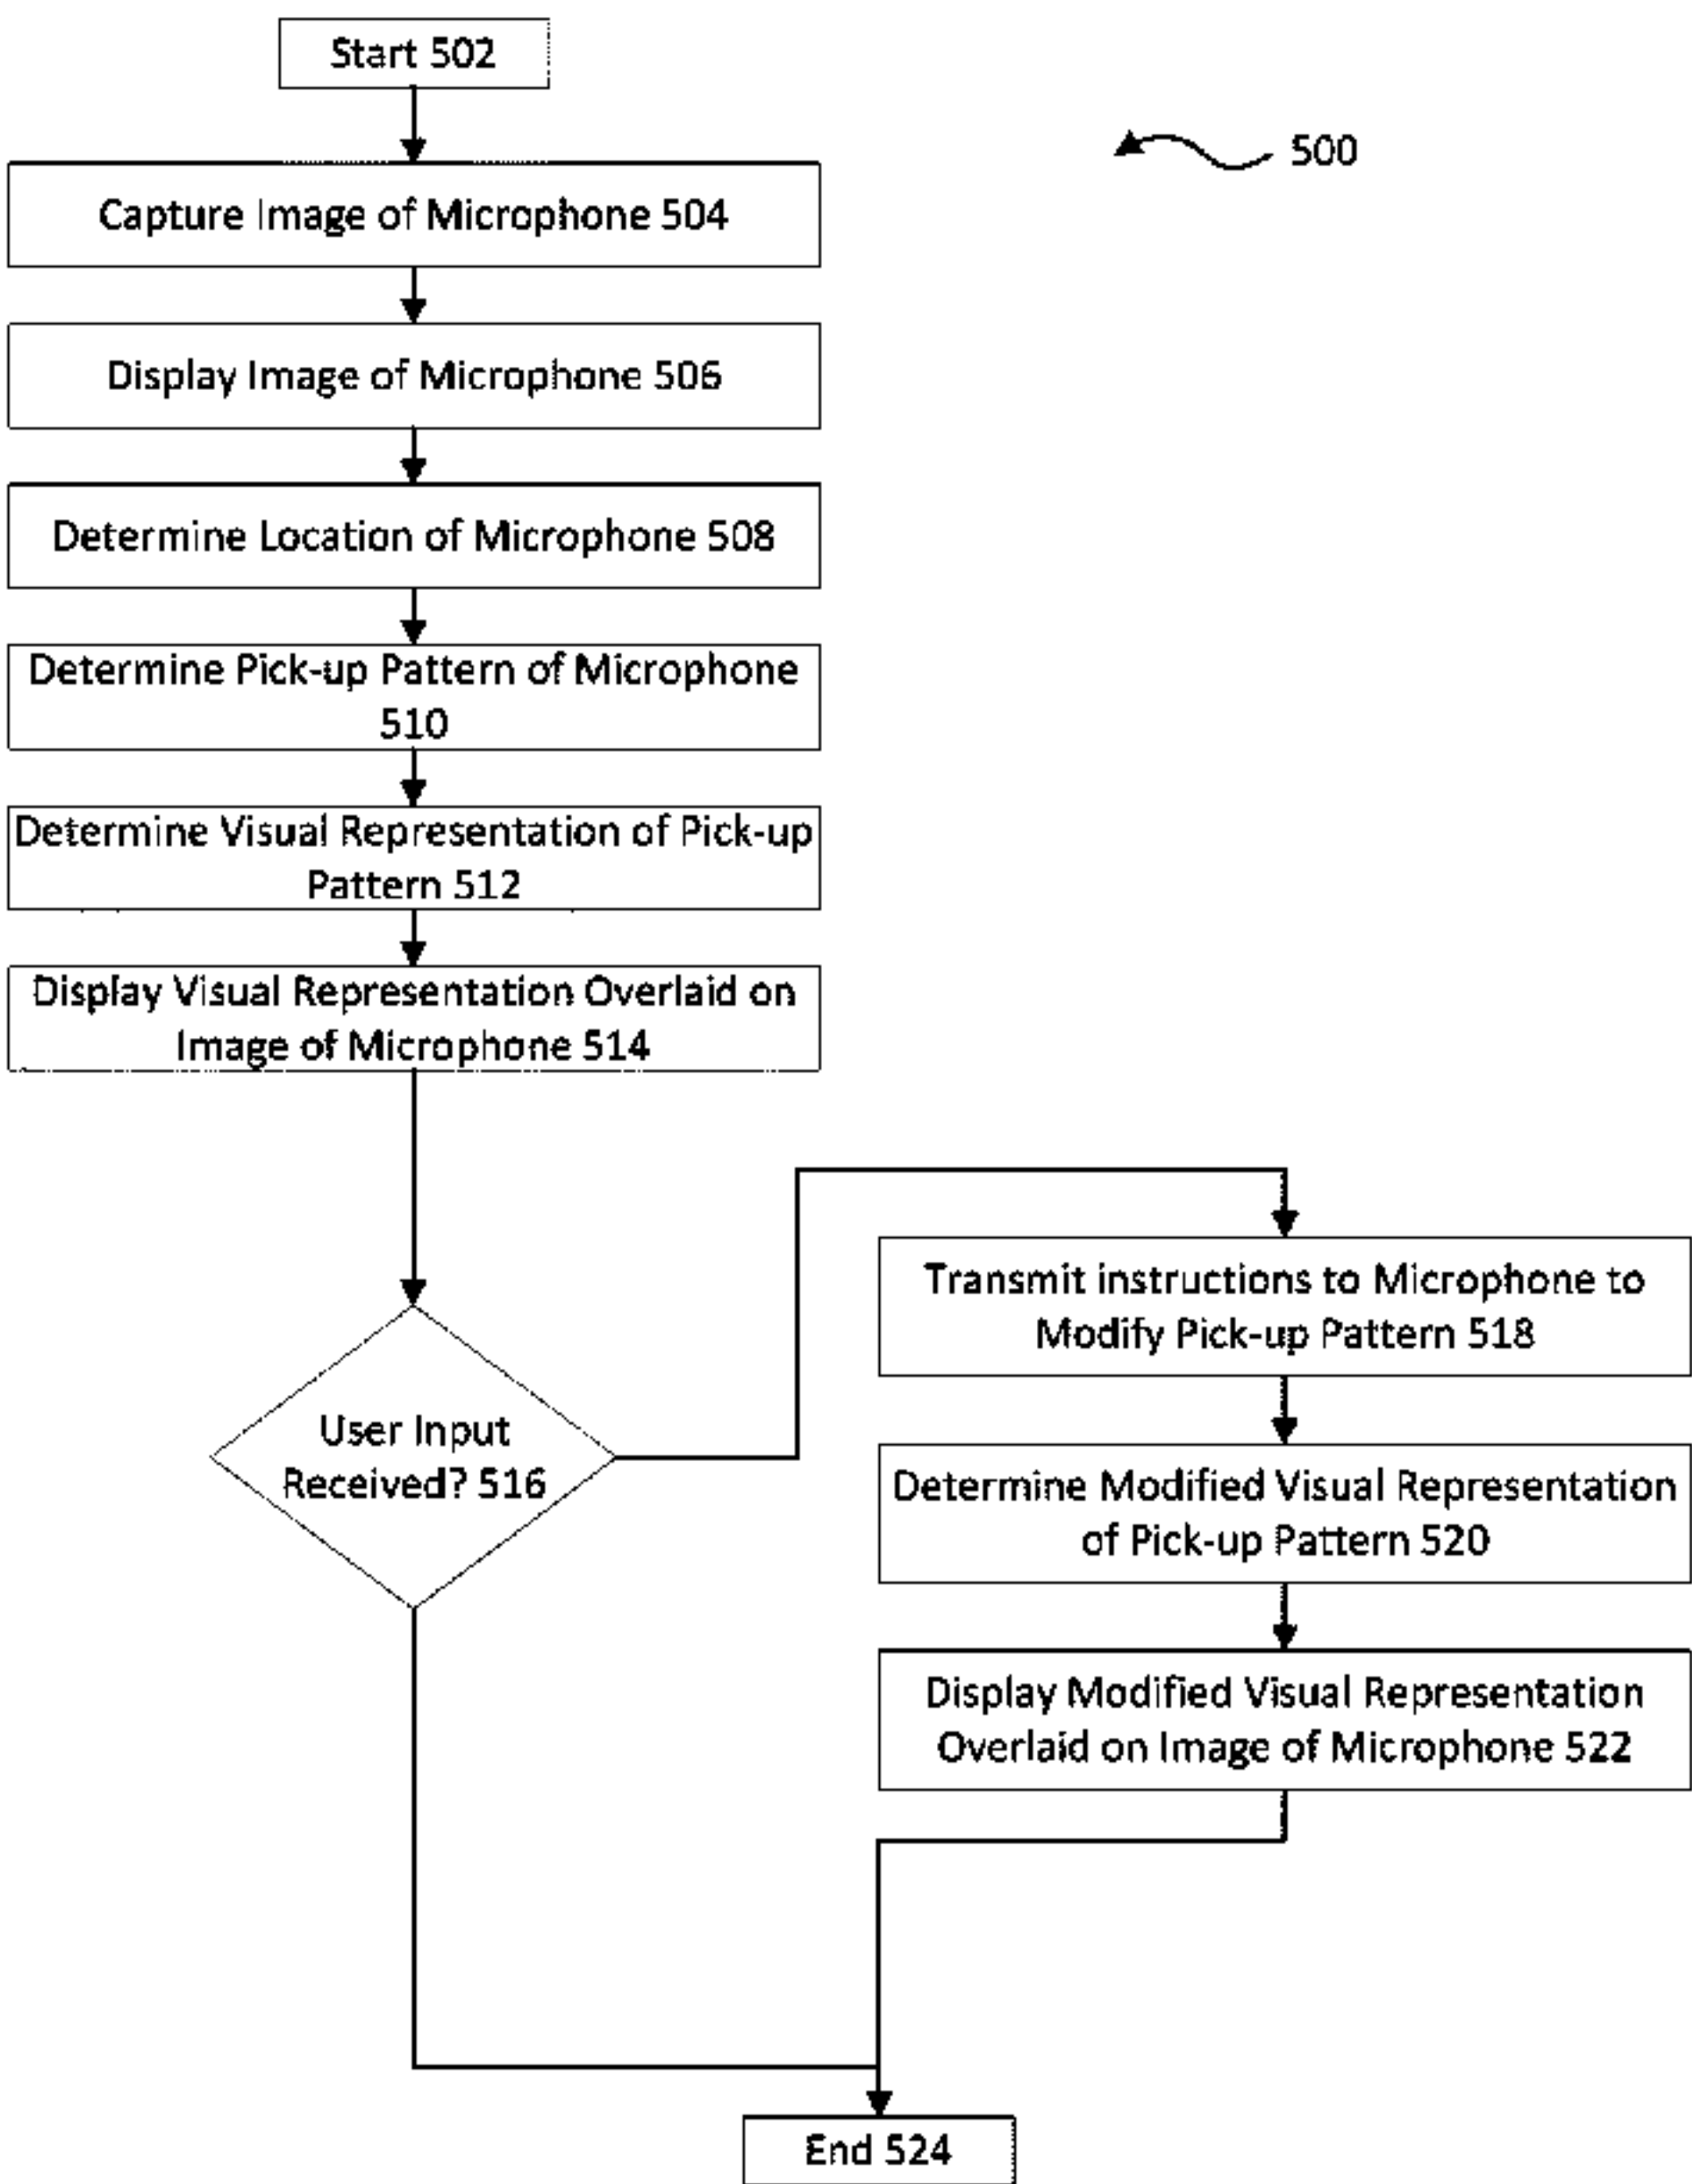 Start 502
500
Capture Image of Microphone 504
Display Image of Microphone 506
Determine Location of Microphone 508
Determine Pick-up Pattern of Microphone
510
Determine Visual Representation of Pick-up
Pattern 512
Display Visual Representation Overlaid on
Image of Microphone 514
User Input
Received? 516
Transmit instructions to Microphone to
Modify Pick-up Pattern 518
Determine Modified Visual Representation
of Pick-up Pattern 520
Display Modified Visual Representation
Overlaid on Image of Microphone 522
End 524